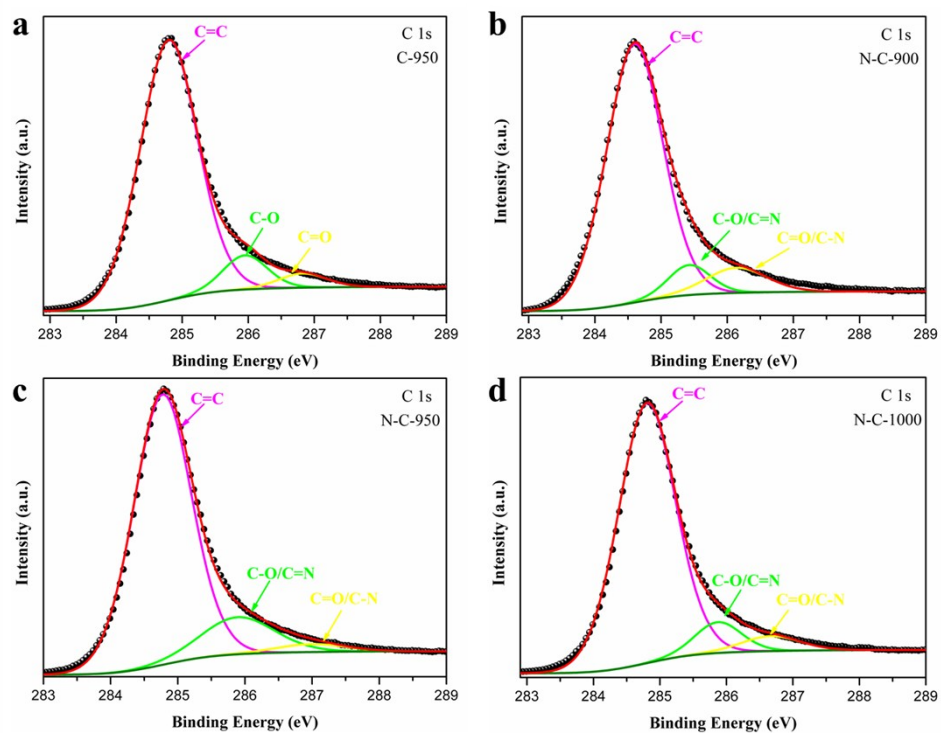 a
C=C
C 1s
C-950
C-O
C=O
Intensity (a.u.)
283 284 285 286 287 288 289
Binding Energy (eV)
b
C=C
C 1s
N-C-900
C-O/C=N
C=O/C-N
Intensity (a.u.)
283 284 285 286 287 288 289
Binding Energy (eV)
c
C=C
C 1s
N-C-950
C-O/C=N
C=O/C-N
Intensity (a.u.)
283 284 285 286 287 288 289
Binding Energy (eV)
d
C=C
C 1s
N-C-1000
C-O/C=N
C=O/C-N
Intensity (a.u.)
283 284 285 286 287 288 289
Binding Energy (eV)